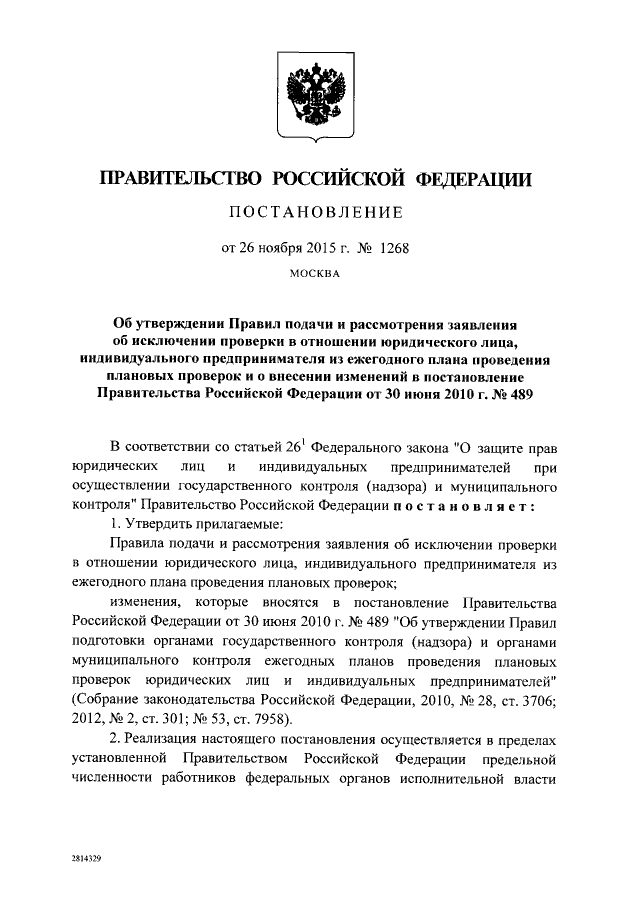 ПРАВИТЕЛЬСТВО РОССИЙСКОЙ ФЕДЕРАЦИИ
ПОСТАНОВЛЕНИЕ
от 26 ноября 2015 г. № 1268
МОСКВА
Об утверждении Правил подачи и рассмотрения заявления
об исключении проверки в отношении юридического лица,
индивидуального предпринимателя из ежегодного плана проведения
плановых проверок и о внесении изменений в постановление
Правительства Российской Федерации от 30 июня 2010 г. № 489
В соответствии со статьей 26¹ Федерального закона "О защите прав
юридических лиц и индивидуальных предпринимателей при
осуществлении государственного контроля (надзора) и муниципального
контроля" Правительство Российской Федерации постановляет:
1. Утвердить прилагаемые:
Правила подачи и рассмотрения заявления об исключении проверки
в отношении юридического лица, индивидуального предпринимателя из
ежегодного плана проведения плановых проверок;
изменения, которые вносятся в постановление Правительства
Российской Федерации от 30 июня 2010 г. № 489 "Об утверждении Правил
подготовки органами государственного контроля (надзора) и органами
муниципального контроля ежегодных планов проведения плановых
проверок юридических лиц и индивидуальных предпринимателей"
(Собрание законодательства Российской Федерации, 2010, № 28, ст. 3706;
2012, № 2, ст. 301; № 53, ст. 7958).
2. Реализация настоящего постановления осуществляется в пределах
установленной Правительством Российской Федерации предельной
численности работников федеральных органов исполнительной власти
2814329